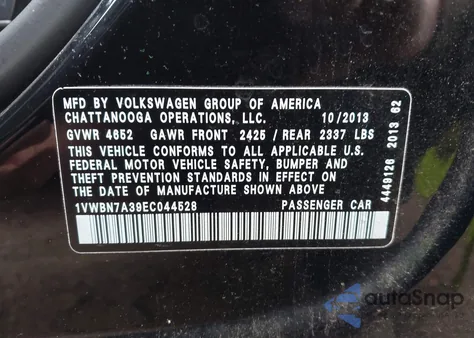 MFD BY VOLKSWAGEN GROUP OF AMERICA
CHATTANOOGA OPERATIONS, LLC. 10/2013
GVWR 4652 GAWR FRONT 2425 / REAR 2337 LBS
THIS VEHICLE CONFORMS TO ALL APPLICABLE U.S.
FEDERAL MOTOR VEHICLE SAFETY, BUMPER AND
THEFT PREVENTION STANDARDS IN EFFECT ON THE
DATE OF MANUFACTURE SHOWN ABOVE
1VWBN7A39EC044528 PASSENGER CAR
4449128 2013 62
autoSnap